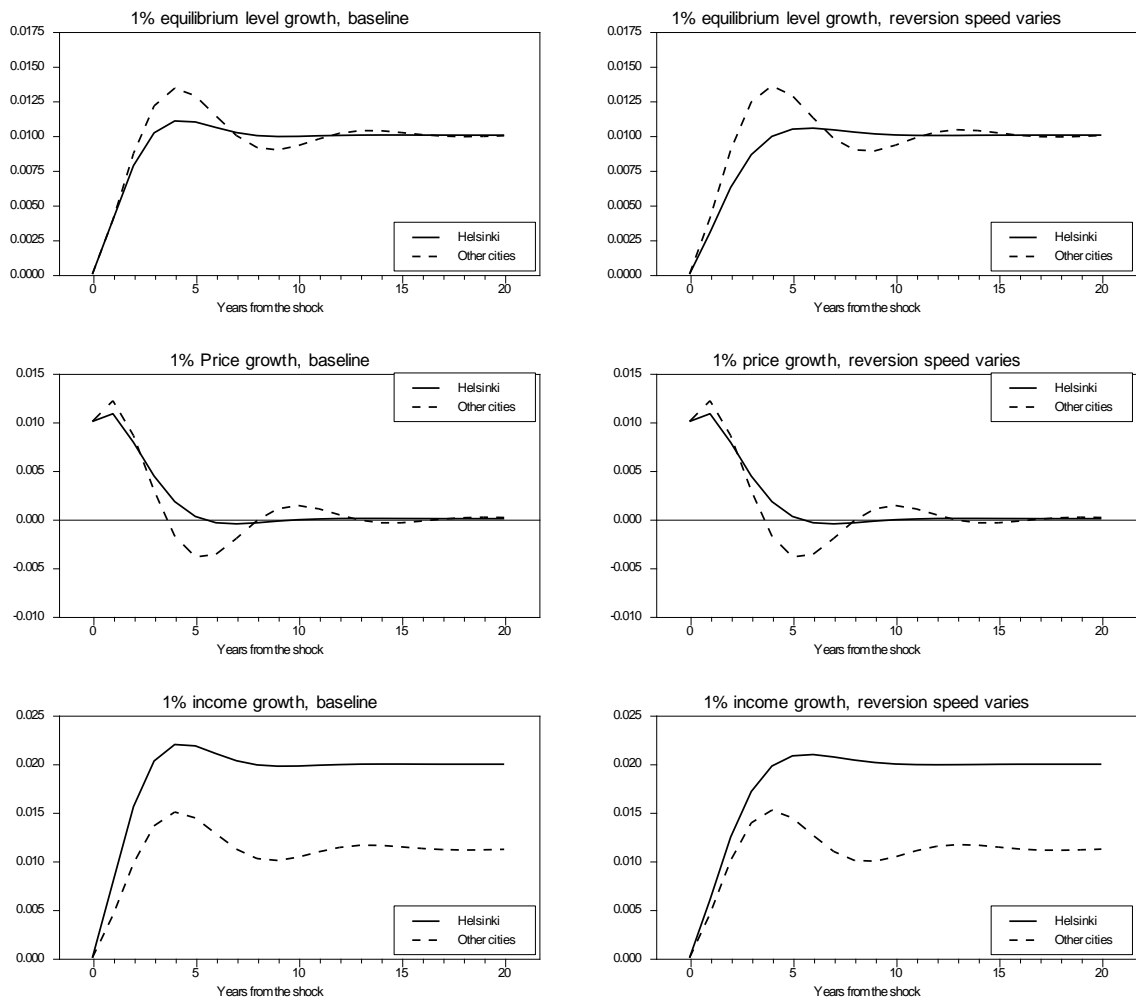 1% equilibrium level growth, baseline
0.0175
0.0150
0.0125
0.0100
0.0075
0.0050
0.0025
0.0000
Helsinki
Other cities
0 5 10 15 20
Years from the shock
1% equilibrium level growth, reversion speed varies
0.0175
0.0150
0.0125
0.0100
0.0075
0.0050
0.0025
0.0000
Helsinki
Other cities
0 5 10 15 20
Years from the shock
1% Price growth, baseline
0.015
0.010
0.005
0.000
-0.005
-0.010
Helsinki
Other cities
0 5 10 15 20
Years from the shock
1% price growth, reversion speed varies
0.015
0.010
0.005
0.000
-0.005
-0.010
Helsinki
Other cities
0 5 10 15 20
Years from the shock
1% income growth, baseline
0.025
0.020
0.015
0.010
0.005
0.000
Helsinki
Other cities
0 5 10 15 20
Years from the shock
1% income growth, reversion speed varies
0.025
0.020
0.015
0.010
0.005
0.000
Helsinki
Other cities
0 5 10 15 20
Years from the shock